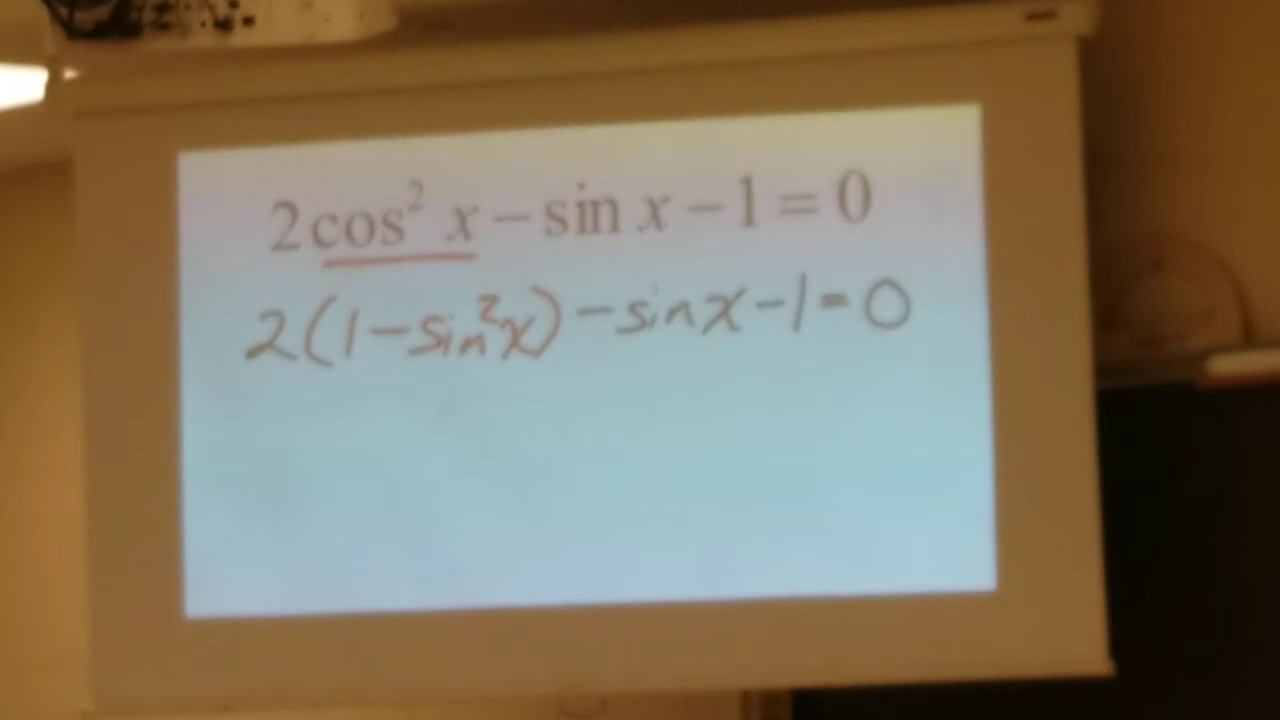 2cos² x − sin x − 1 = 0
2(1−sin²x) − sinx − 1 = 0